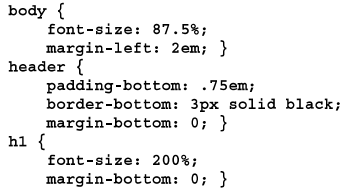 body {
    font-size: 87.5%;
    margin-left: 2em; }
header {
    padding-bottom: .75em;
    border-bottom: 3px solid black;
    margin-bottom: 0; }
h1 {
    font-size: 200%;
    margin-bottom: 0; }